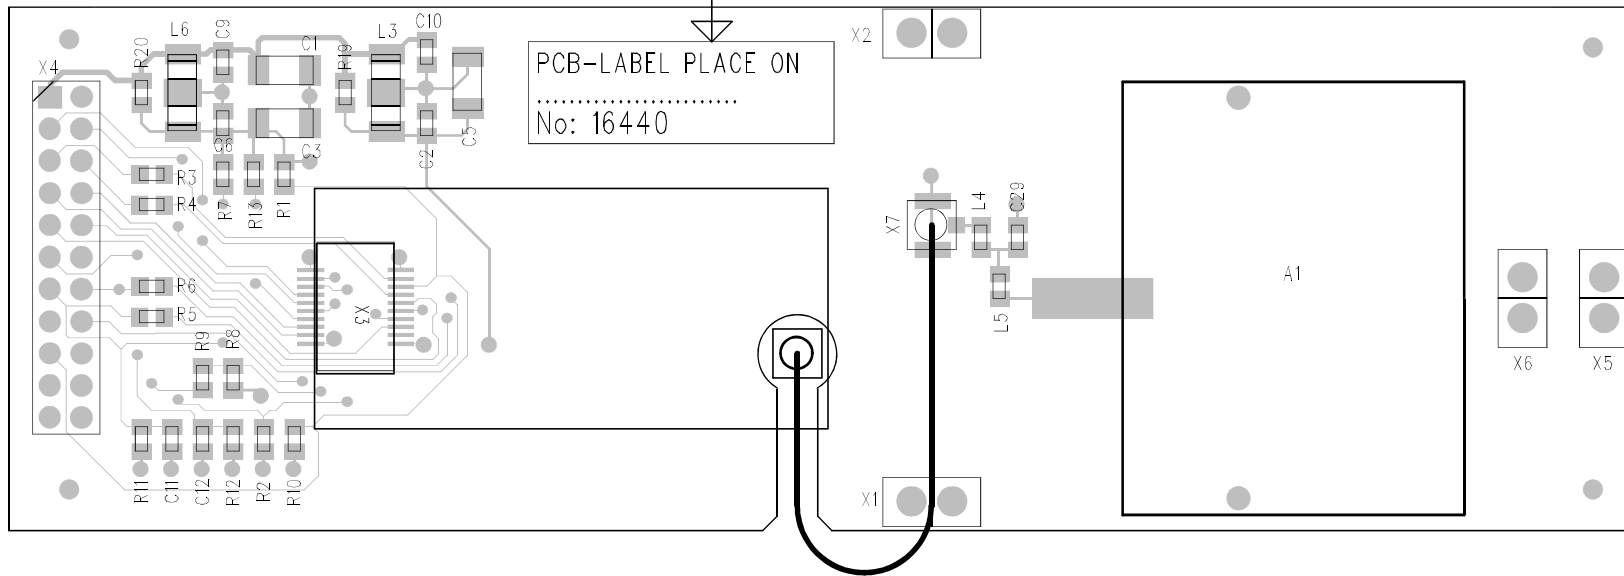 C9
L6
C10
L3
C1
R20
R19
X4
X2
PCB-LABEL PLACE ON
.........................
No: 16440
C5
C6
C3
C2
R3
R4
R7
R13
R1
L4
C29
X7
A1
R6
R5
X3
L5
R9
R8
X6
X5
R11
C11
C12
R12
R2
R10
X1